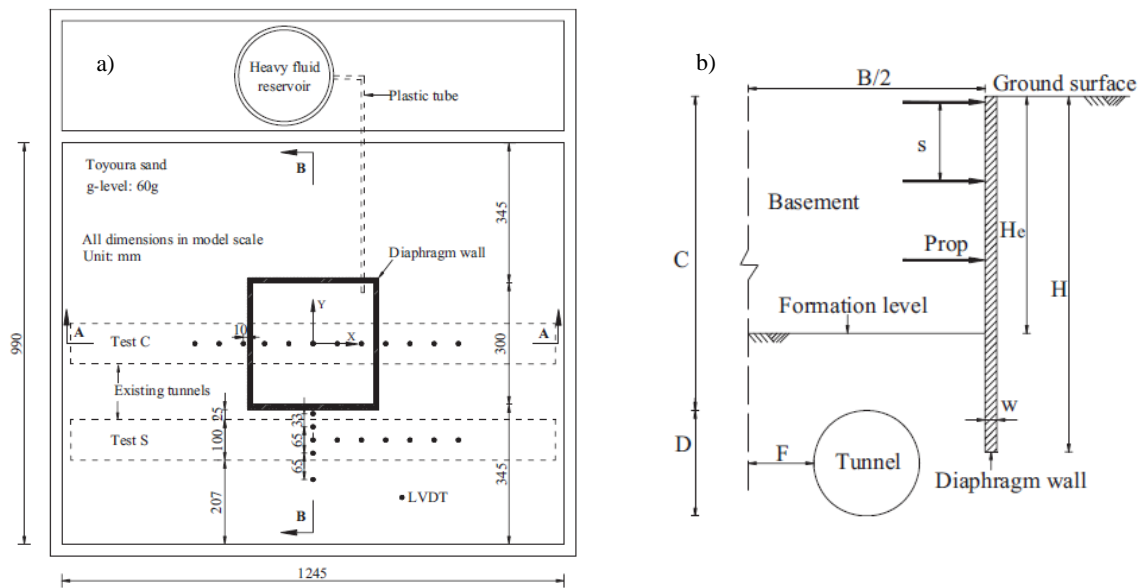 a)
Heavy fluid
reservoir
Plastic tube
Toyoura sand
g-level: 60g
B
345
All dimensions in model scale
Unit: mm
Diaphragm wall
Y
A
10
X
A
Test C
300
990
Existing tunnels
25
33
Test S
100
65
65
345
207
LVDT
B
1245
b)
B/2
Ground surface
s
Basement
He
C
Prop
H
Formation level
w
D
F
Tunnel
Diaphragm wall